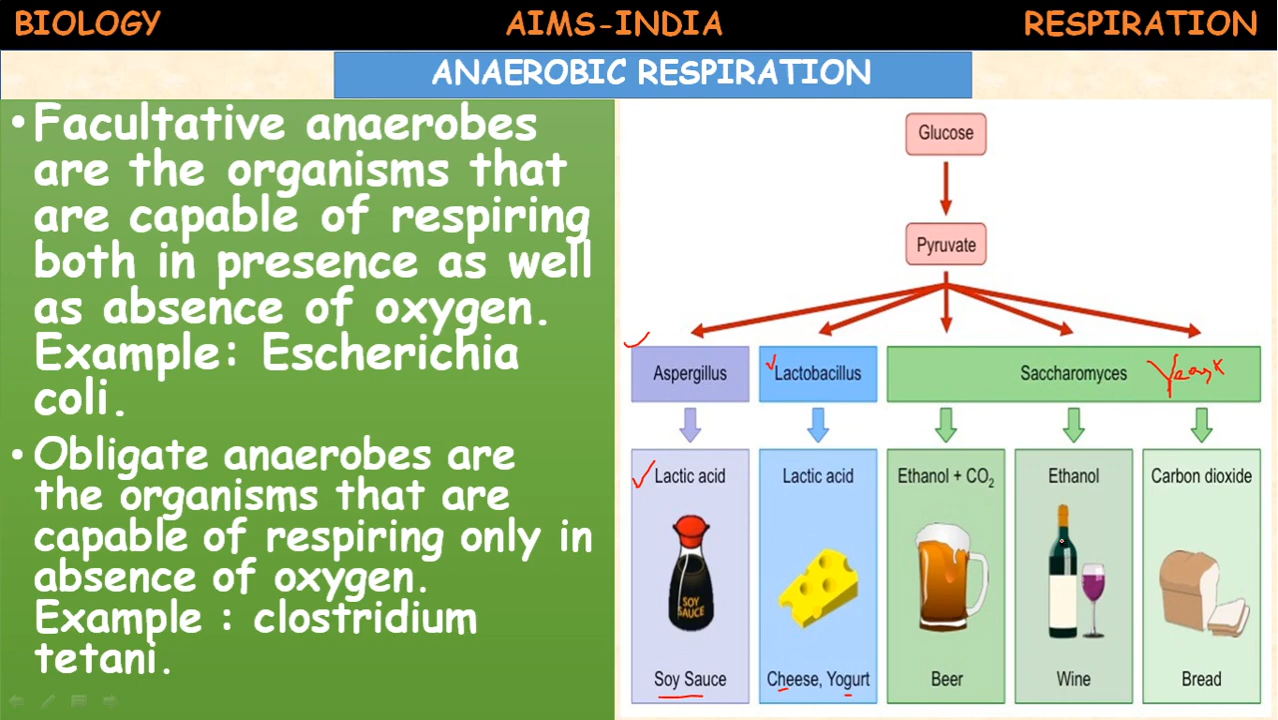 BIOLOGY AIMS-INDIA RESPIRATION
ANAEROBIC RESPIRATION
• Facultative anaerobes
are the organisms that
are capable of respiring
both in presence as well
as absence of oxygen.
Example: Escherichia
coli.
• Obligate anaerobes are
the organisms that are
capable of respiring only in
absence of oxygen.
Example : clostridium
tetani.
Glucose
Pyruvate
Aspergillus Lactobacillus Saccharomyces Yeast
Lactic acid Lactic acid Ethanol + CO₂ Ethanol Carbon dioxide
SOY
SAUCE
Soy Sauce Cheese, Yogurt Beer Wine Bread